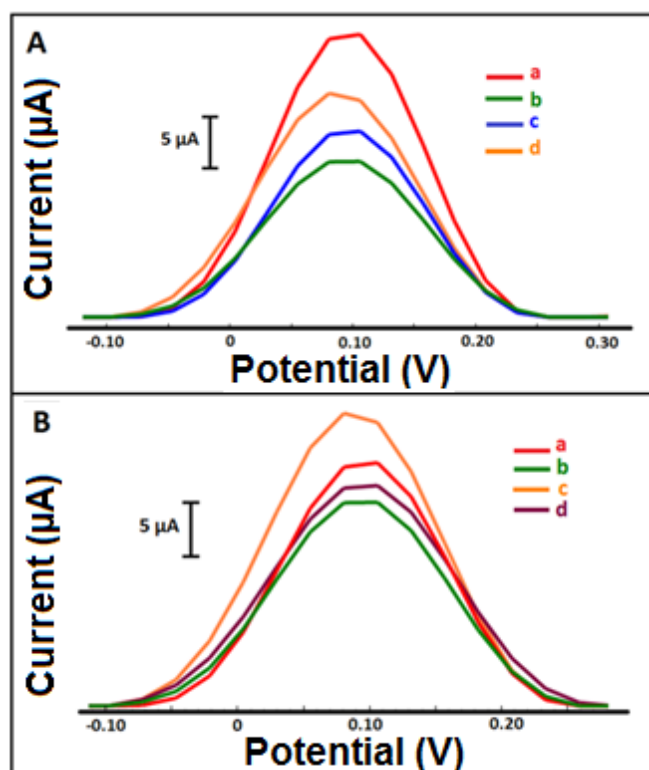 A
Current (µA)
5 µA
a
b
c
d
-0.10 0 0.10 0.20 0.30
Potential (V)
B
Current (µA)
5 µA
a
b
c
d
-0.10 0 0.10 0.20
Potential (V)